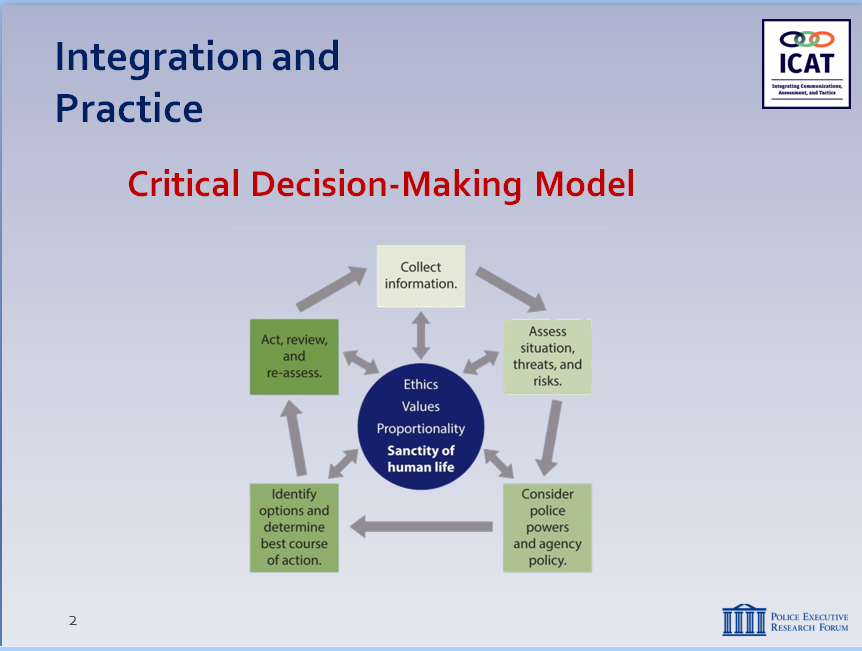 Integration and
Practice
ICAT
Integrating Communications,
Assessment, and Tactics
Critical Decision-Making Model
Collect
information.
Assess
situation,
threats, and
risks.
Consider
police
powers
and agency
policy.
Identify
options and
determine
best course
of action.
Act, review,
and
re-assess.
Ethics
Values
Proportionality
Sanctity of
human life
2
Police Executive
Research Forum